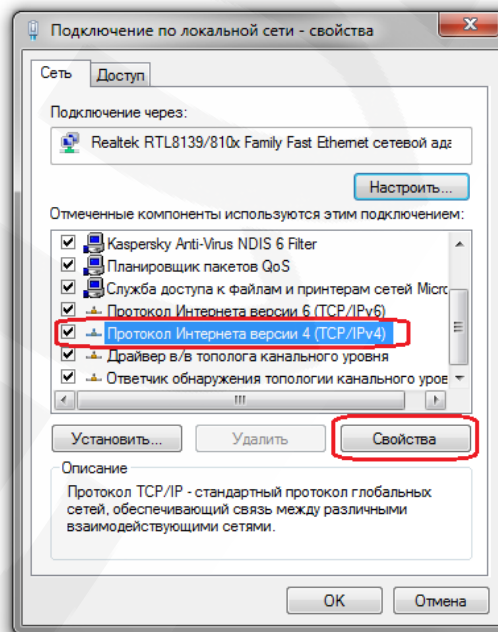 Подключение по локальной сети - свойства
Сеть
Доступ
Подключение через:
Realtek RTL8139/810x Family Fast Ethernet сетевой ада
Настроить...
Отмеченные компоненты используются этим подключением:
Kaspersky Anti-Virus NDIS 6 Filter
Планировщик пакетов QoS
Служба доступа к файлам и принтерам сетей Micro
Протокол Интернета версии 6 (TCP/IPv6)
Протокол Интернета версии 4 (TCP/IPv4)
Драйвер в/в тополога канального уровня
Ответчик обнаружения топологии канального уров
Установить...
Удалить
Свойства
Описание
Протокол TCP/IP - стандартный протокол глобальных
сетей, обеспечивающий связь между различными
взаимодействующими сетями.
OK
Отмена